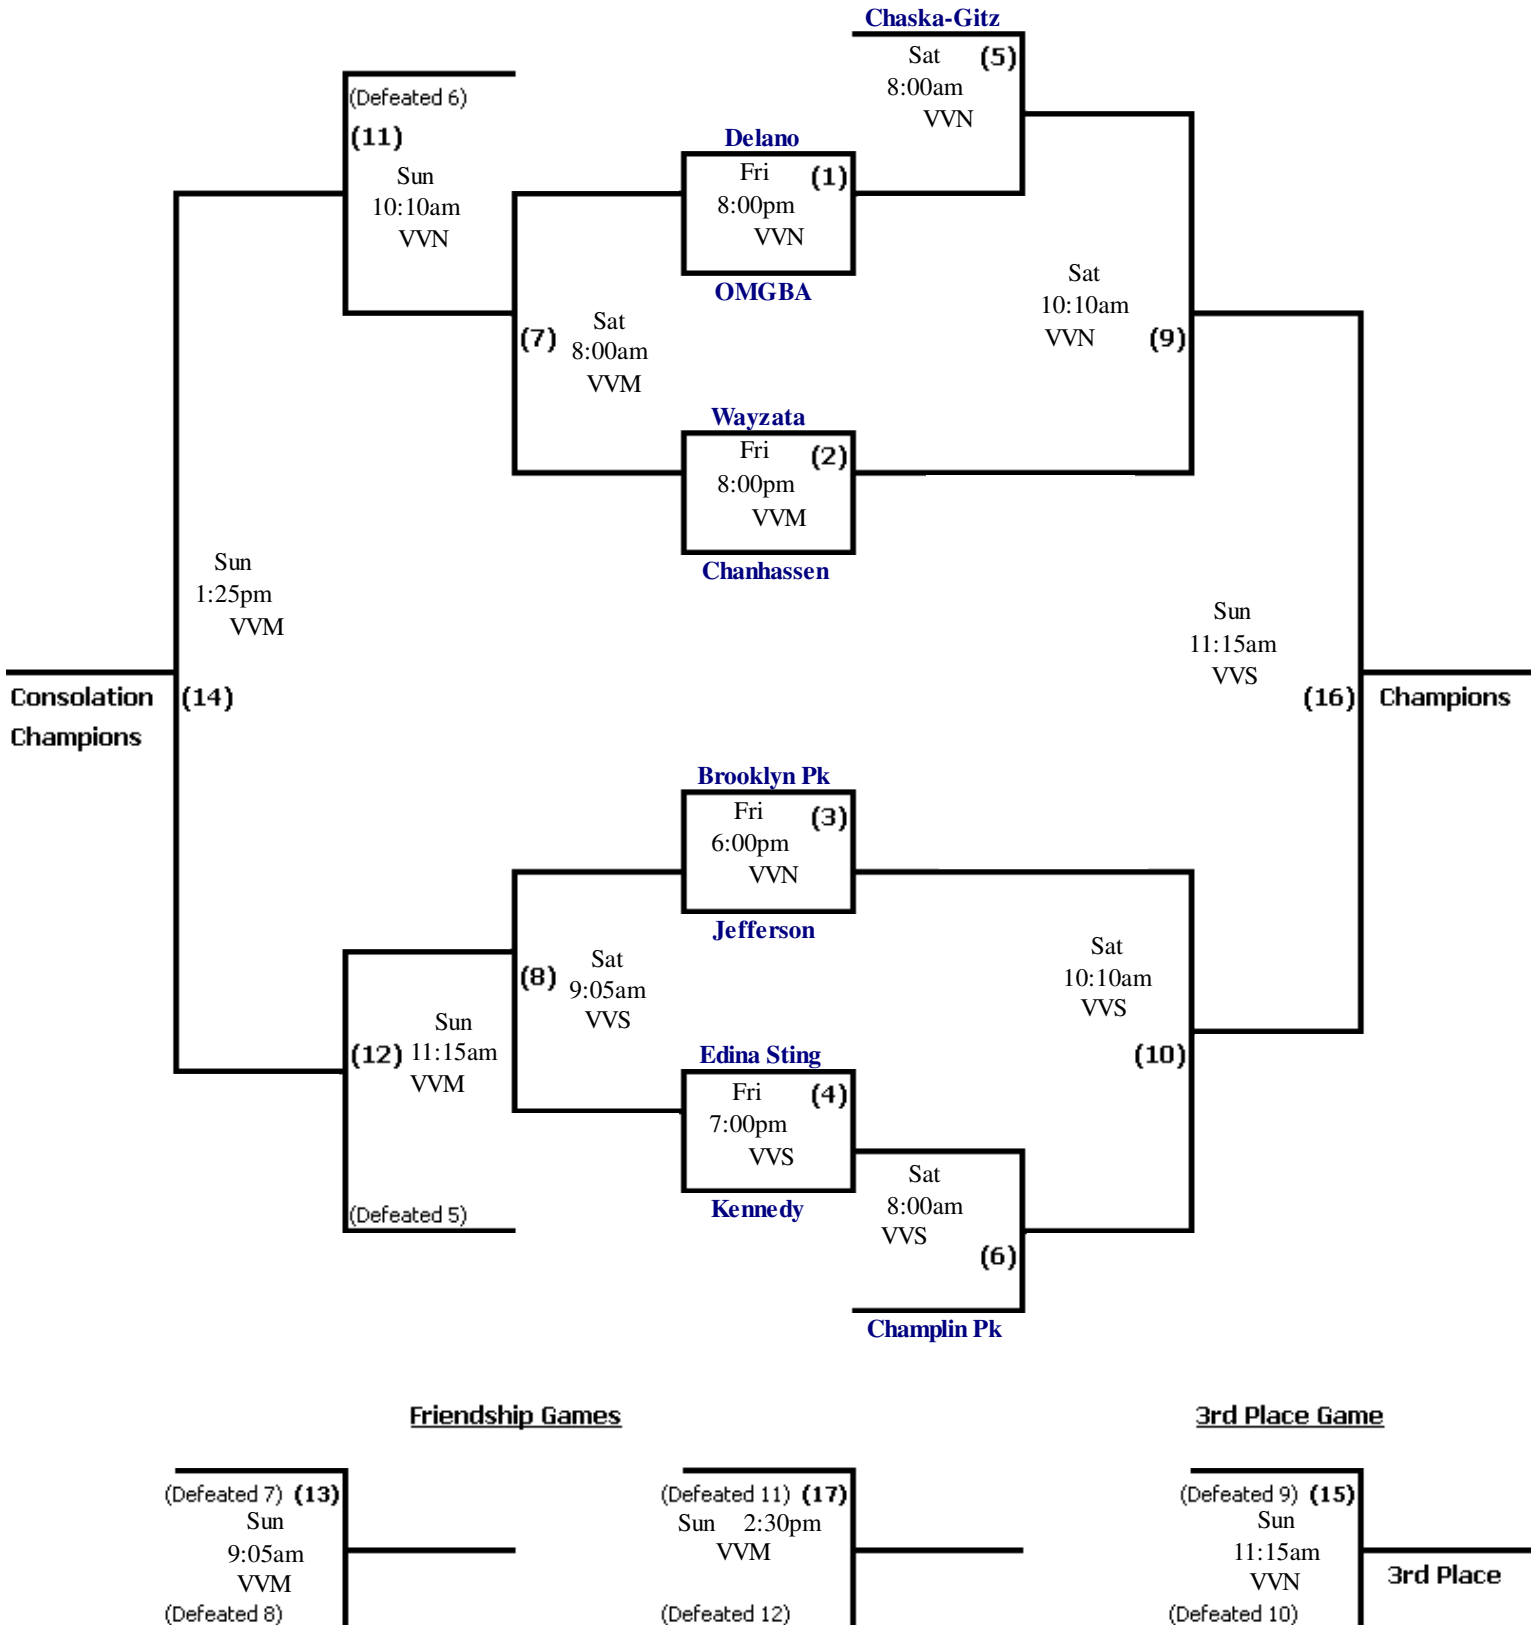 Chaska-Gitz
Sat (5)
8:00am
VVN
(Defeated 6)
(11)
Sun
10:10am
VVN
Delano
Fri (1)
8:00pm
VVN
OMGBA
Sat
10:10am
VVN (9)
(7) Sat
8:00am
VVM
Wayzata
Fri (2)
8:00pm
VVM
Chanhassen
Sun
1:25pm
VVM
Sun
11:15am
VVS
Consolation (14)
Champions
(16) Champions
Brooklyn Pk
Fri (3)
6:00pm
VVN
Jefferson
(8) Sat
9:05am
VVS
Sat
10:10am
VVS
(10)
Sun
(12) 11:15am
VVM
Edina Sting
Fri (4)
7:00pm
VVS
Kennedy
Sat
8:00am
VVS
(6)
(Defeated 5)
Champlin Pk
Friendship Games
3rd Place Game
(Defeated 7) (13)
Sun
9:05am
VVM
(Defeated 8)
(Defeated 11) (17)
Sun 2:30pm
VVM
(Defeated 12)
(Defeated 9) (15)
Sun
11:15am
VVN
3rd Place
(Defeated 10)